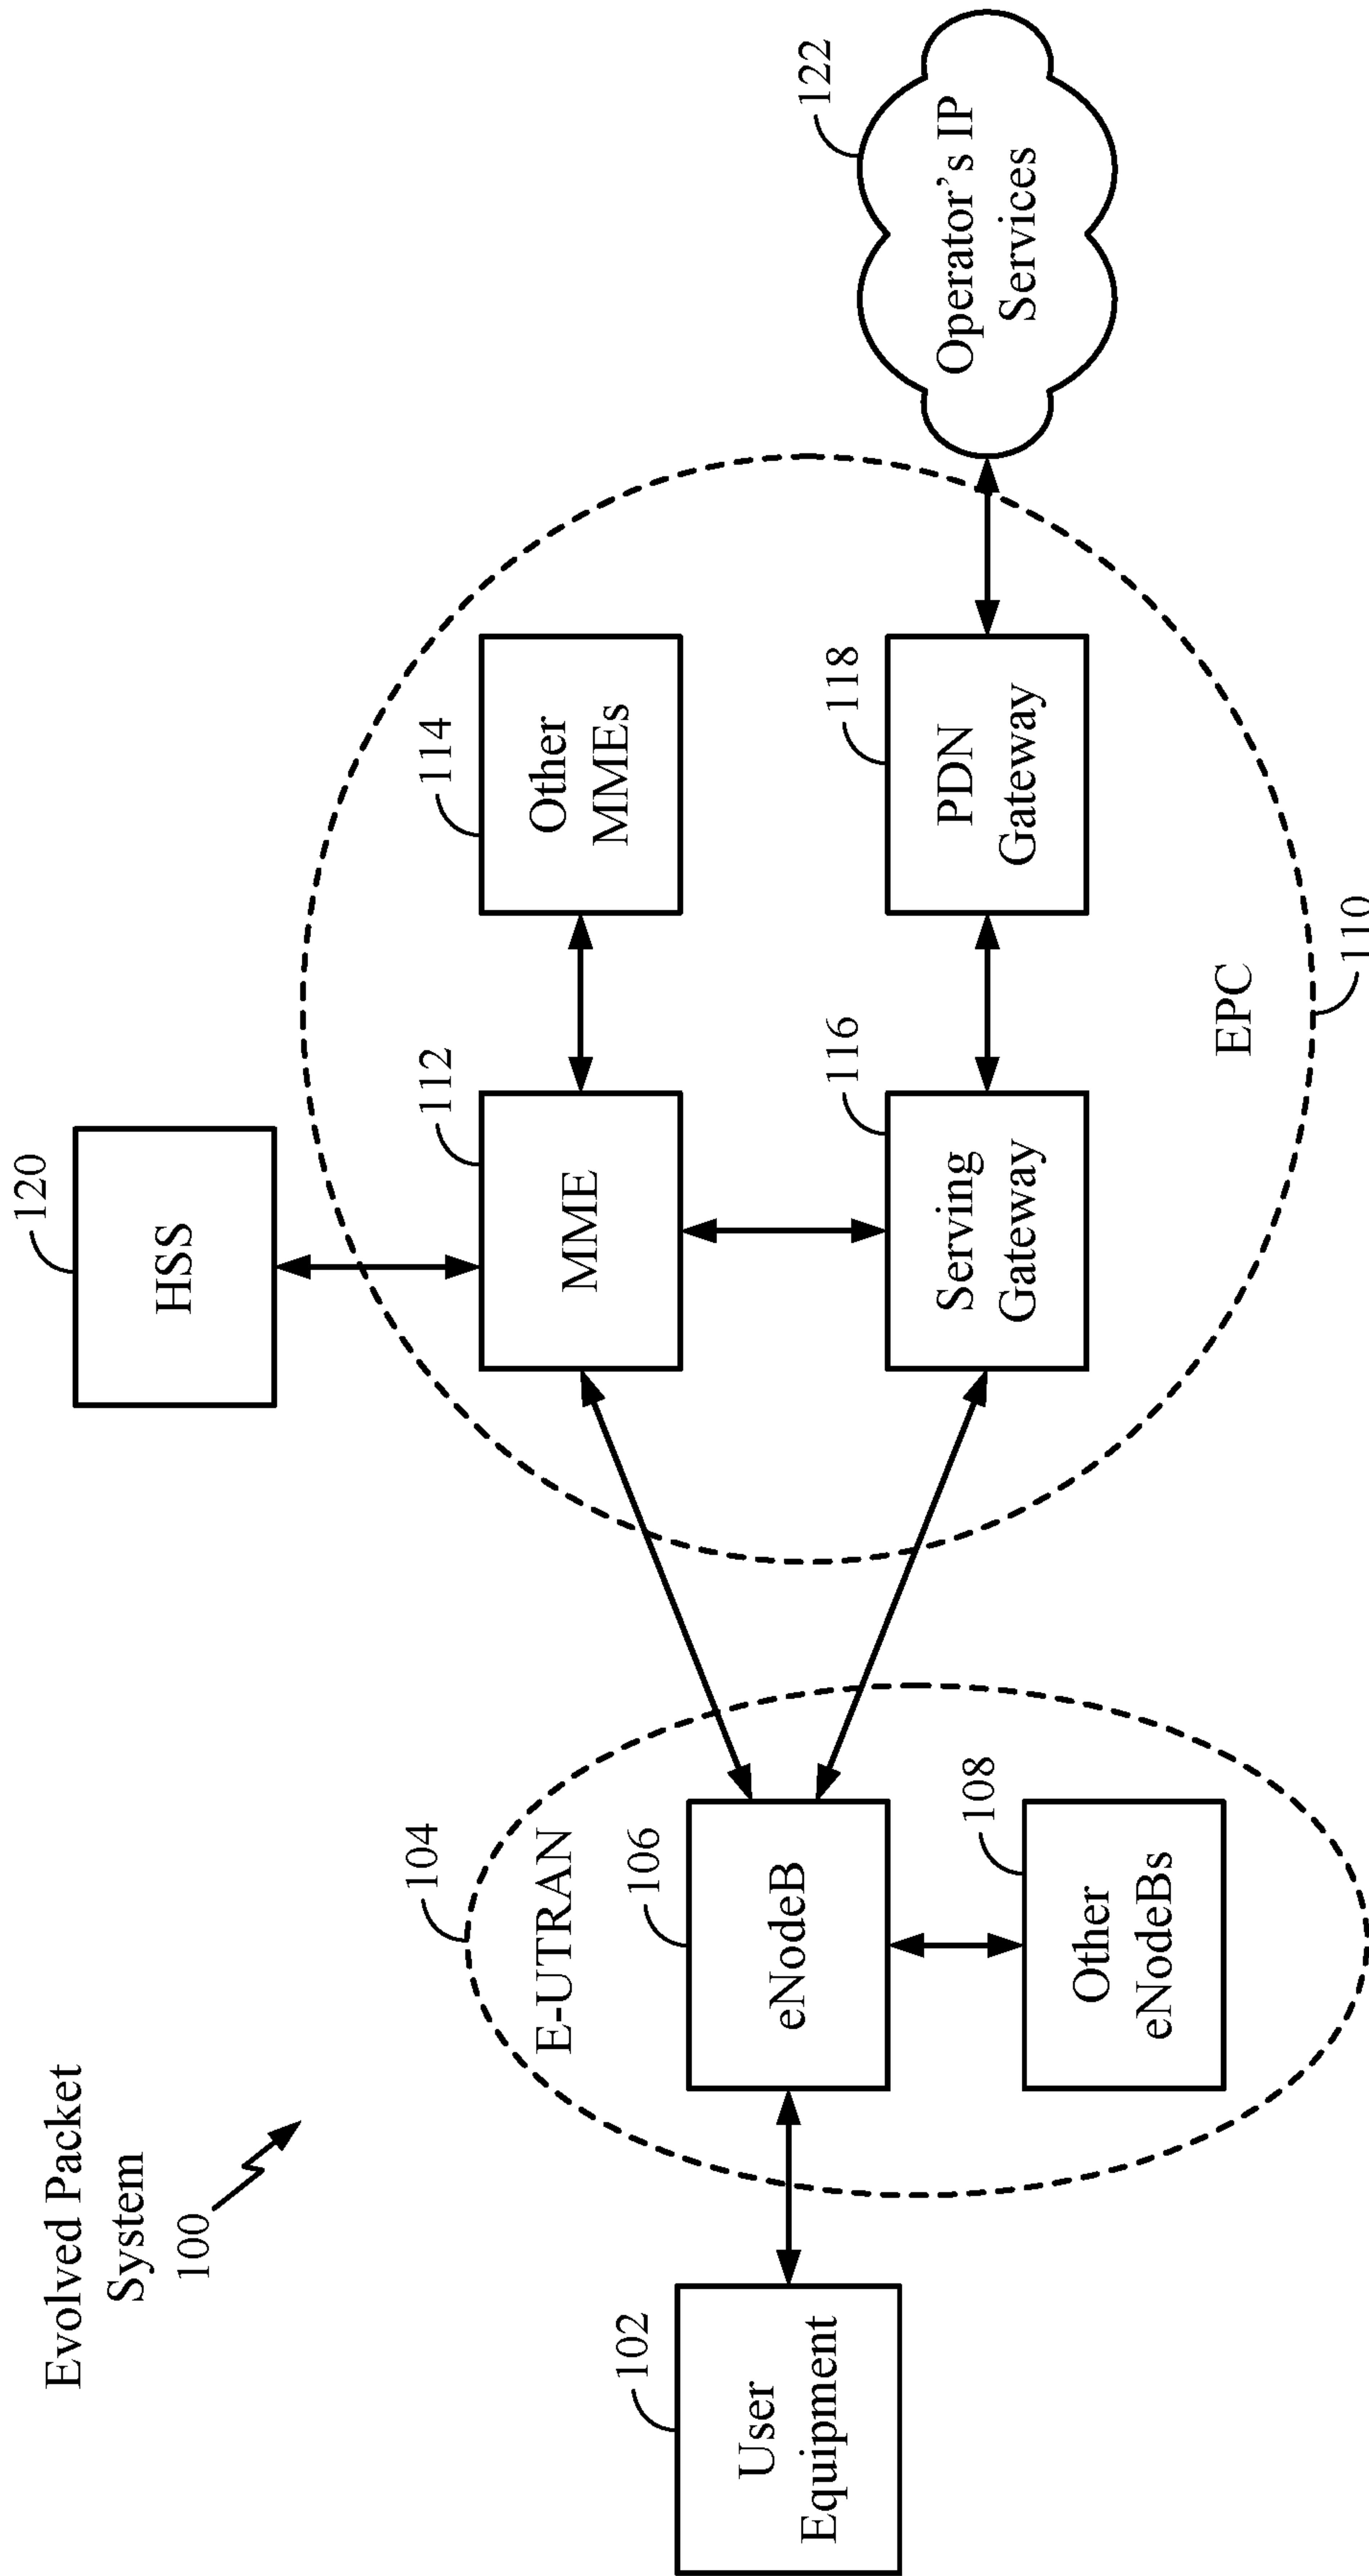 Evolved Packet
System
100
102
User
Equipment
104
E-UTRAN
106
eNodeB
108
Other
eNodeBs
120
HSS
112
MME
114
Other
MMEs
116
Serving
Gateway
118
PDN
Gateway
EPC
110
122
Operator’s IP
Services